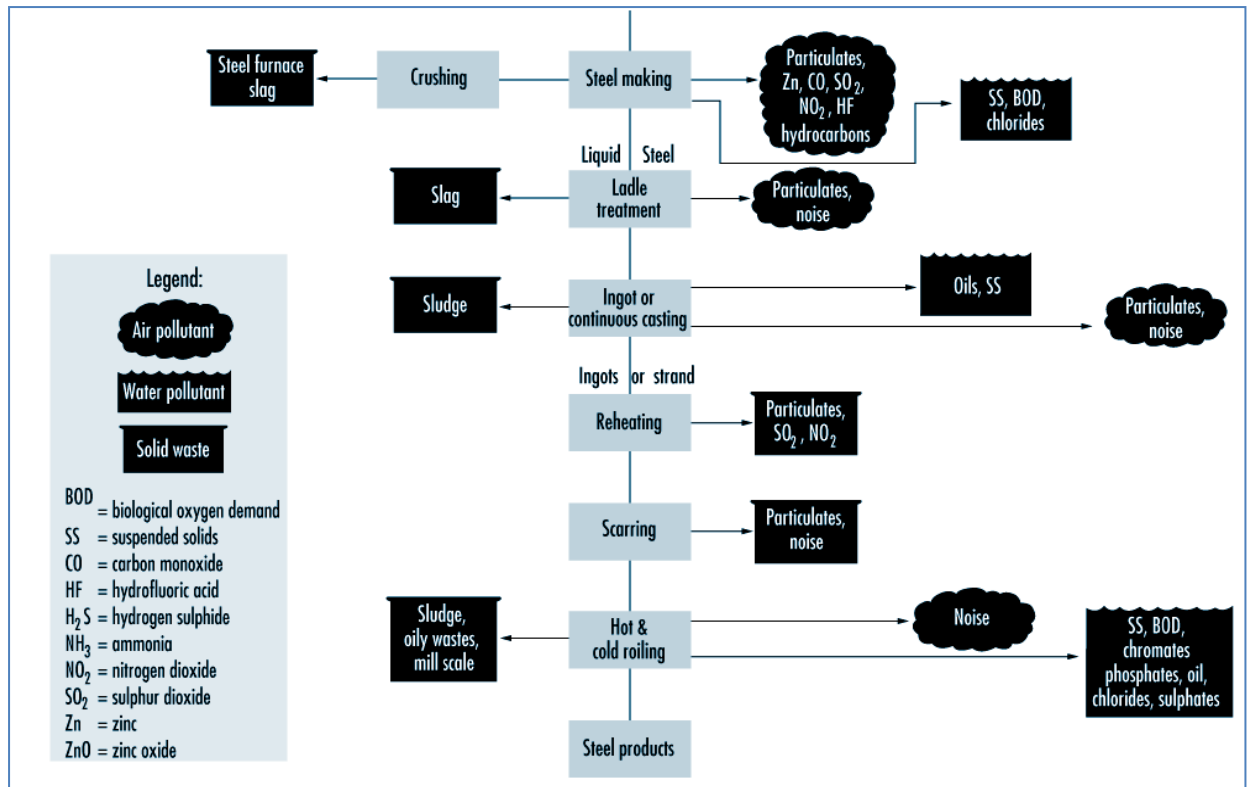 Steel furnace
slag
Crushing
Steel making
Particulates,
Zn, CO, SO₂,
NO₂, HF
hydrocarbons
SS, BOD,
chlorides
Liquid Steel
Slag
Ladle
treatment
Particulates,
noise
Sludge
Ingot or
continuous casting
Oils, SS
Particulates,
noise
Ingots or strand
Reheating
Particulates,
SO₂, NO₂
Scarring
Particulates,
noise
Sludge,
oily wastes,
mill scale
Hot &
cold roiling
Noise
SS, BOD,
chromates
phosphates, oil,
chlorides, sulphates
Steel products
Legend:
Air pollutant
Water pollutant
Solid waste
BOD = biological oxygen demand
SS = suspended solids
CO = carbon monoxide
HF = hydrofluoric acid
H₂S = hydrogen sulphide
NH₃ = ammonia
NO₂ = nitrogen dioxide
SO₂ = sulphur dioxide
Zn = zinc
ZnO = zinc oxide